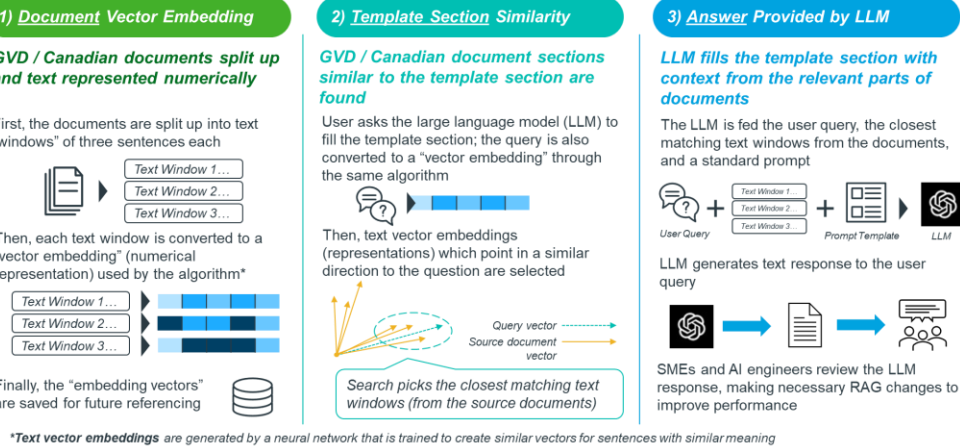 1) Document Vector Embedding
GVD / Canadian documents split up
and text represented numerically
First, the documents are split up into text
windows” of three sentences each
Text Window 1…
Text Window 2…
Text Window 3…
Then, each text window is converted to a
“vector embedding” (numerical
representation) used by the algorithm*
Text Window 1…
Text Window 2…
Text Window 3…
Finally, the “embedding vectors”
are saved for future referencing
2) Template Section Similarity
GVD / Canadian document sections
similar to the template section are
found
User asks the large language model (LLM) to
fill the template section; the query is also
converted to a “vector embedding” through
the same algorithm
Then, text vector embeddings
(representations) which point in a similar
direction to the question are selected
Query vector
Source document
vector
Search picks the closest matching text
windows (from the source documents)
3) Answer Provided by LLM
LLM fills the template section with
context from the relevant parts of
documents
The LLM is fed the user query, the closest
matching text windows from the documents,
and a standard prompt
Text Window 1…
Text Window 2…
Text Window 3…
User Query
Prompt Template
LLM
LLM generates text response to the user
query
SMEs and AI engineers review the LLM
response, making necessary RAG changes to
improve performance
*Text vector embeddings are generated by a neural network that is trained to create similar vectors for sentences with similar meaning